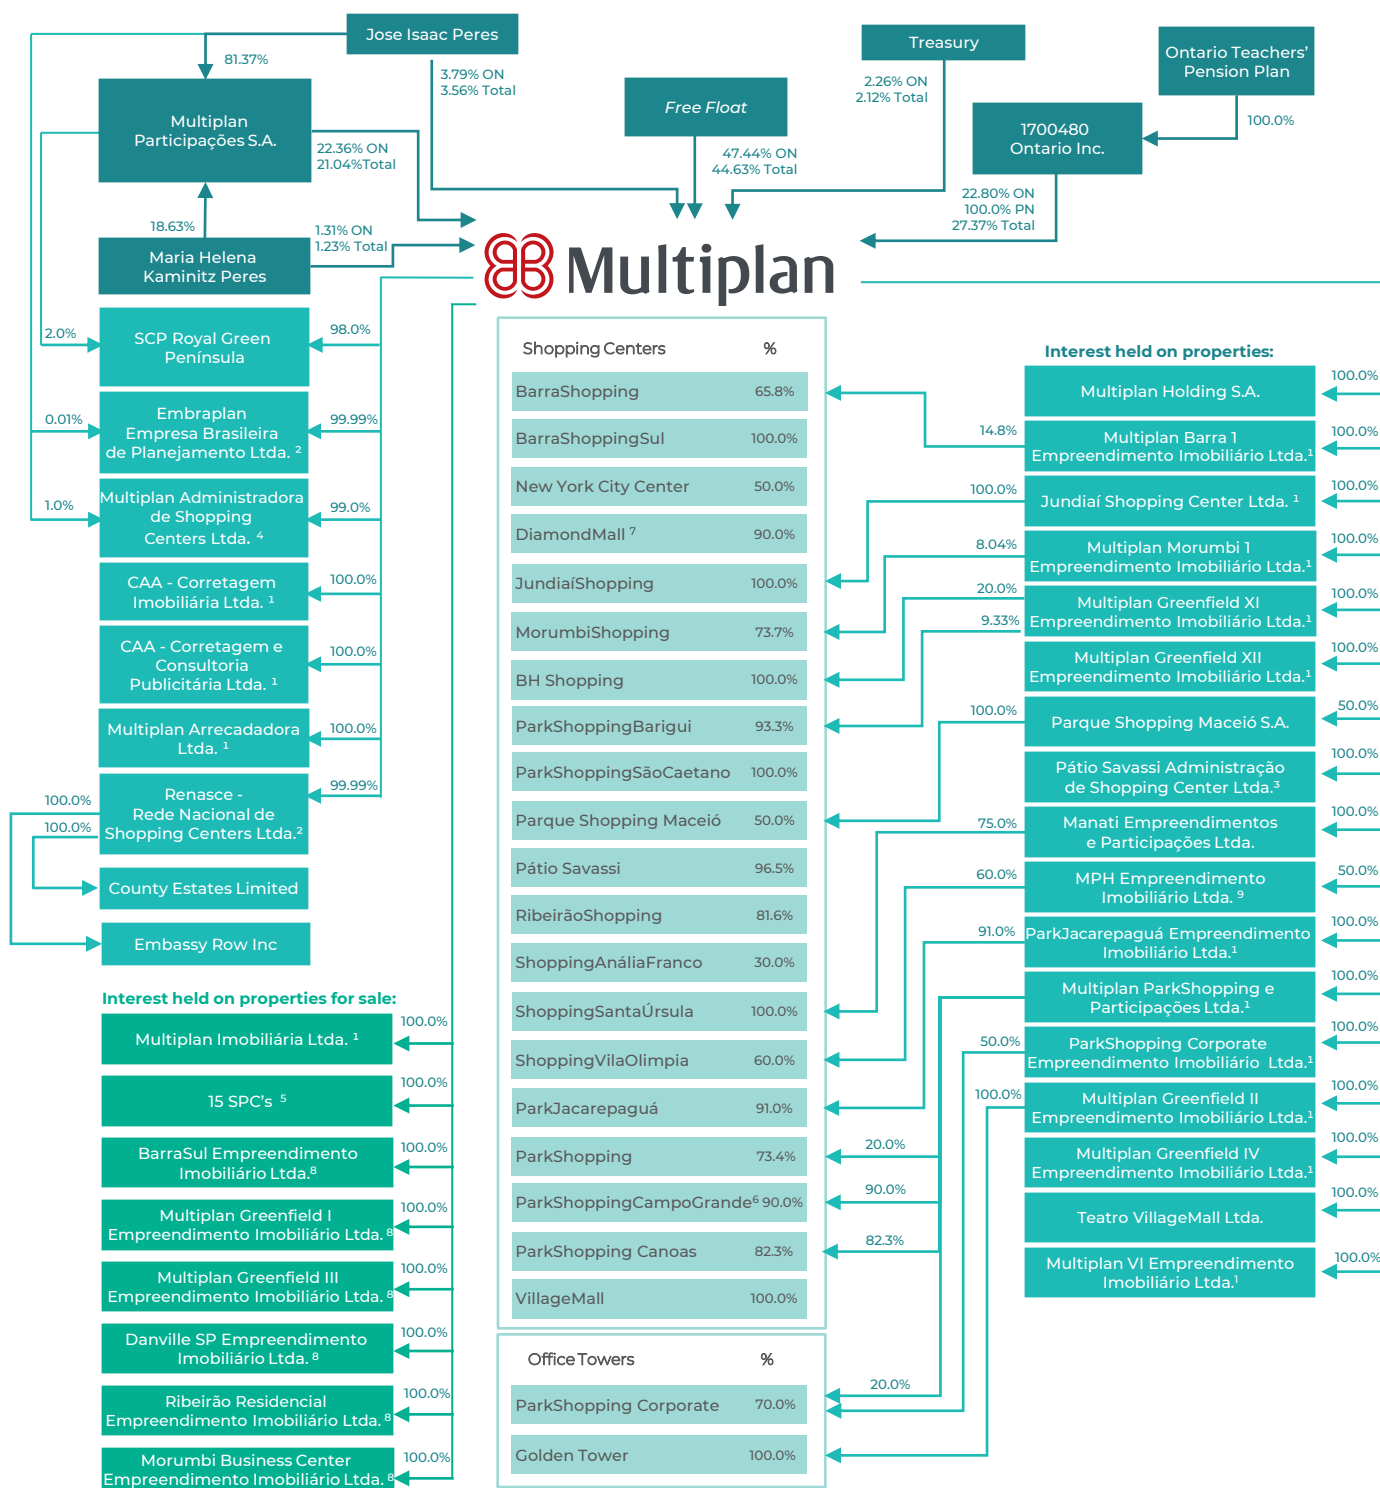 Jose Isaac Peres
81.37%
3.79% ON
3.56% Total
Free Float
47.44% ON
44.63% Total
Treasury
2.26% ON
2.12% Total
Ontario Teachers'
Pension Plan
100.0%
1700480
Ontario Inc.
22.80% ON
100.0% PN
27.37% Total
Multiplan
Participações S.A.
22.36% ON
21.04%Total
18.63%
Maria Helena
Kaminitz Peres
1.31% ON
1.23% Total
Multiplan
2.0%
SCP Royal Green
Península
98.0%
0.01%
Embraplan
Empresa Brasileira
de Planejamento Ltda. ²
99.99%
1.0%
Multiplan Administradora
de Shopping
Centers Ltda. ⁴
99.0%
CAA - Corretagem
Imobiliária Ltda. ¹
100.0%
CAA - Corretagem e
Consultoria
Publicitária Ltda. ¹
100.0%
Multiplan Arrecadadora
Ltda. ¹
100.0%
Renasce -
Rede Nacional de
Shopping Centers Ltda.²
99.99%
100.0%
100.0%
County Estates Limited
Embassy Row Inc
Interest held on properties for sale:
Multiplan Imobiliária Ltda. ¹
100.0%
15 SPC's ⁵
100.0%
BarraSul Empreendimento
Imobiliário Ltda.⁸
100.0%
Multiplan Greenfield I
Empreendimento Imobiliário Ltda. ⁸
100.0%
Multiplan Greenfield III
Empreendimento Imobiliário Ltda. ⁸
100.0%
Danville SP Empreendimento
Imobiliário Ltda. ⁸
100.0%
Ribeirão Residencial
Empreendimento Imobiliário Ltda. ⁸
100.0%
Morumbi Business Center
Empreendimento Imobiliário Ltda. ⁸
100.0%
Shopping Centers %
BarraShopping 65.8%
BarraShoppingSul 100.0%
New York City Center 50.0%
DiamondMall ⁷ 90.0%
JundiaíShopping 100.0%
MorumbiShopping 73.7%
BH Shopping 100.0%
ParkShoppingBarigui 93.3%
ParkShoppingSãoCaetano 100.0%
Parque Shopping Maceió 50.0%
Pátio Savassi 96.5%
RibeirãoShopping 81.6%
ShoppingAnáliaFranco 30.0%
ShoppingSantaÚrsula 100.0%
ShoppingVilaOlimpia 60.0%
ParkJacarepaguá 91.0%
ParkShopping 73.4%
ParkShoppingCampoGrande⁶ 90.0%
ParkShopping Canoas 82.3%
VillageMall 100.0%
Office Towers %
ParkShopping Corporate 70.0%
Golden Tower 100.0%
Interest held on properties:
Multiplan Holding S.A.
100.0%
14.8%
Multiplan Barra 1
Empreendimento Imobiliário Ltda.¹
100.0%
100.0%
Jundiaí Shopping Center Ltda. ¹
100.0%
8.04%
Multiplan Morumbi 1
Empreendimento Imobiliário Ltda.¹
100.0%
20.0%
9.33%
Multiplan Greenfield XI
Empreendimento Imobiliário Ltda.¹
100.0%
Multiplan Greenfield XII
Empreendimento Imobiliário Ltda.¹
100.0%
100.0%
Parque Shopping Maceió S.A.
50.0%
Pátio Savassi Administração
de Shopping Center Ltda.³
100.0%
75.0%
Manati Empreendimentos
e Participações Ltda.
100.0%
60.0%
MPH Empreendimento
Imobiliário Ltda. ⁹
50.0%
91.0%
ParkJacarepaguá Empreendimento
Imobiliário Ltda.¹
100.0%
Multiplan ParkShopping e
Participações Ltda.¹
100.0%
50.0%
ParkShopping Corporate
Empreendimento Imobiliário Ltda.¹
100.0%
100.0%
Multiplan Greenfield II
Empreendimento Imobiliário Ltda.¹
100.0%
20.0%
Multiplan Greenfield IV
Empreendimento Imobiliário Ltda.¹
100.0%
90.0%
Teatro VillageMall Ltda.
100.0%
82.3%
Multiplan VI Empreendimento
Imobiliário Ltda.¹
100.0%
20.0%